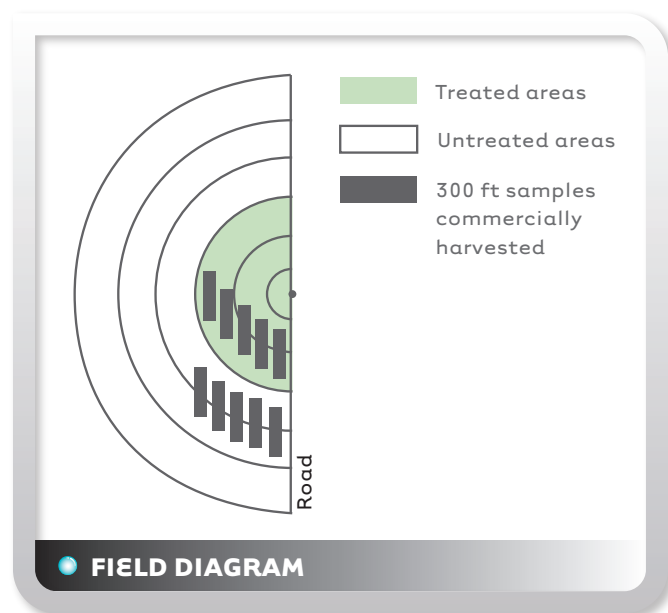 Treated areas
Untreated areas
300 ft samples
commercially
harvested
Road
FIELD DIAGRAM